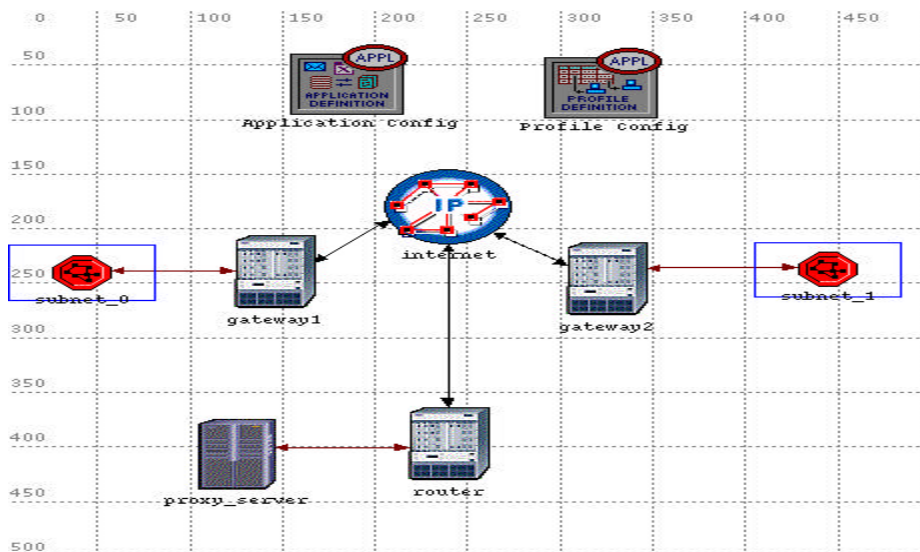 0 50 100 150 200 250 300 350 400 450
50
APPL
APPL
APPLICATION
DEFINITION
PROFILE
DEFINITION
100
Application Config
Profile Config
150
IP
200
internet
250
subnet_0
subnet_1
gateway1
gateway2
300
350
400
router
proxy_server
450
500